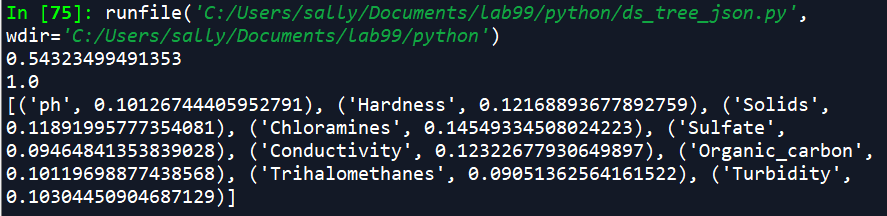 In [75]: runfile('C:/Users/sally/Documents/lab99/python/ds_tree_json.py',
wdir='C:/Users/sally/Documents/lab99/python')
0.54323499491353
1.0
[('ph', 0.10126744405952791), ('Hardness', 0.12168893677892759), ('Solids',
0.11891995777354081), ('Chloramines', 0.14549334508024223), ('Sulfate',
0.09464841353839028), ('Conductivity', 0.12322677930649897), ('Organic_carbon',
0.10119698877438568), ('Trihalomethanes', 0.09051362564161522), ('Turbidity',
0.10304450904687129)]